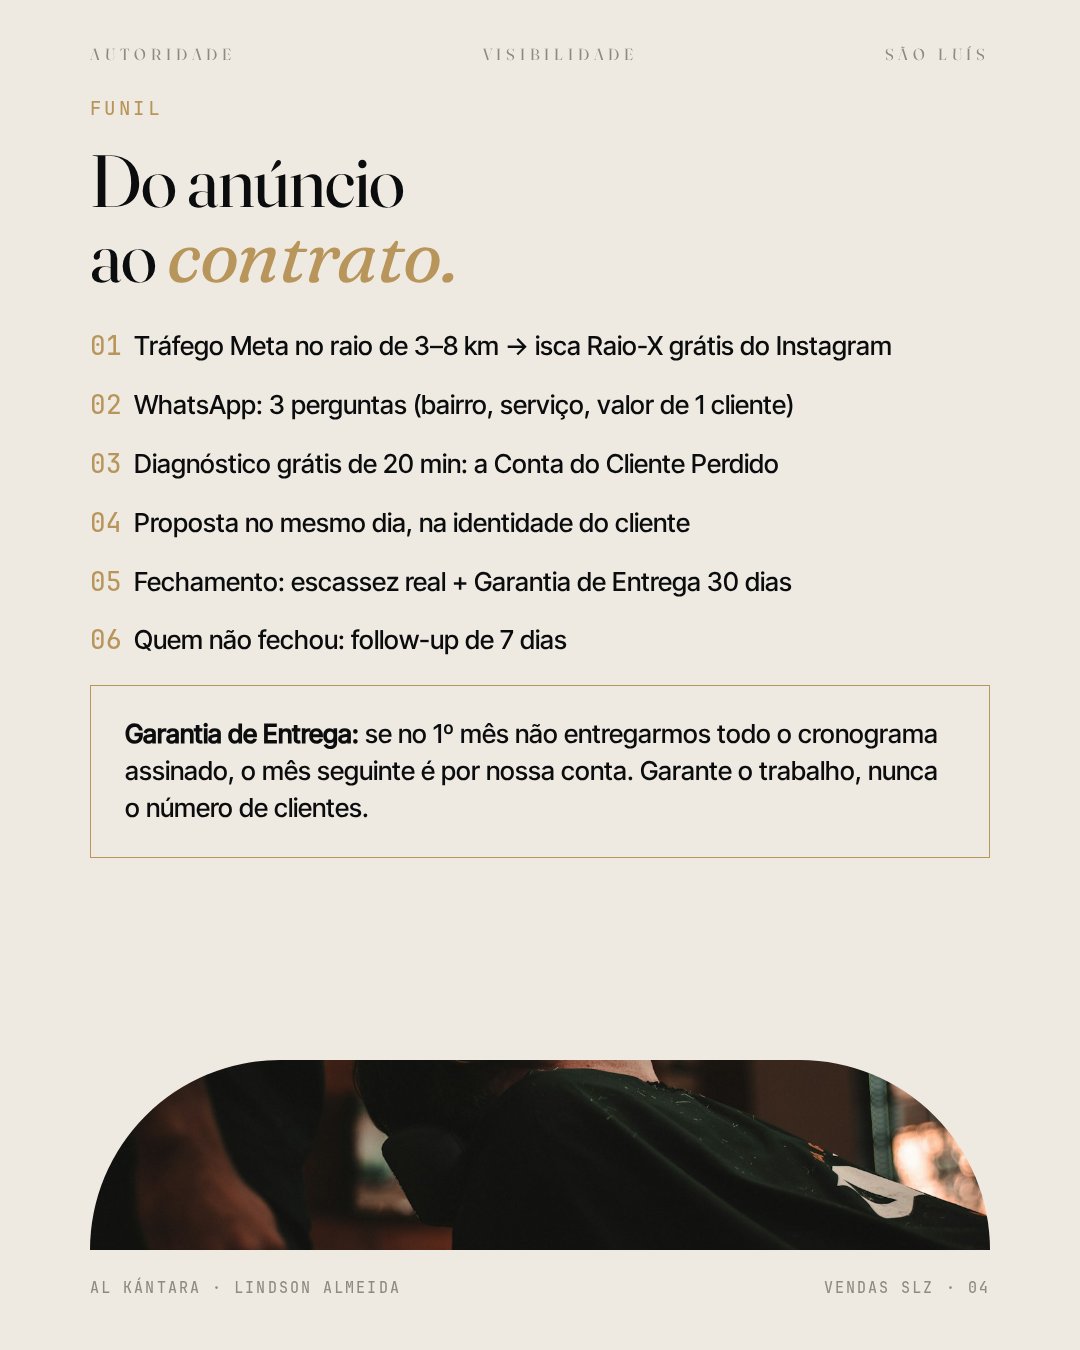 AUTORIDADE VISIBILIDADE SÃO LUÍS
FUNIL
Do anúncio
ao contrato.
01 Tráfego Meta no raio de 3–8 km → isca Raio-X grátis do Instagram
02 WhatsApp: 3 perguntas (bairro, serviço, valor de 1 cliente)
03 Diagnóstico grátis de 20 min: a Conta do Cliente Perdido
04 Proposta no mesmo dia, na identidade do cliente
05 Fechamento: escassez real + Garantia de Entrega 30 dias
06 Quem não fechou: follow-up de 7 dias
Garantia de Entrega: se no 1º mês não entregarmos todo o cronograma
assinado, o mês seguinte é por nossa conta. Garante o trabalho, nunca
o número de clientes.
AL KÁNTARA · LINDSON ALMEIDA VENDAS SLZ · 04